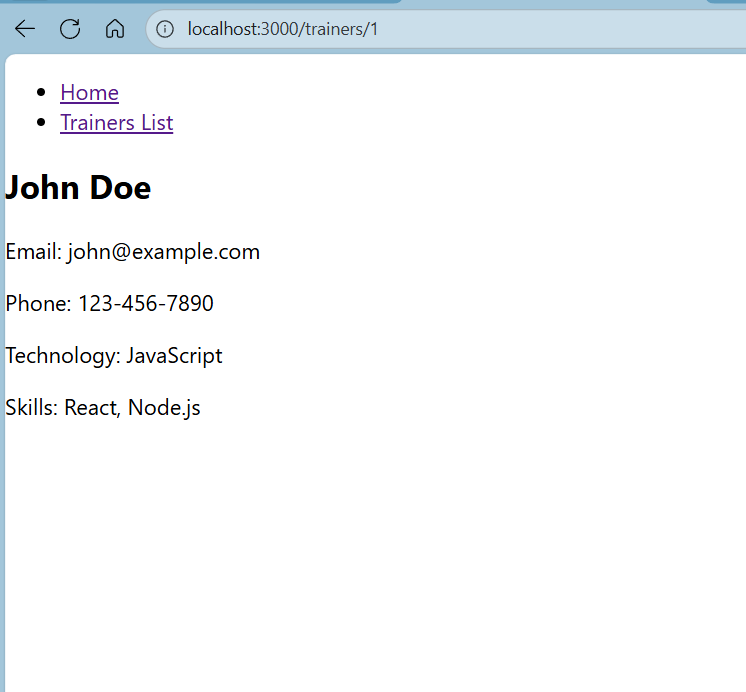 localhost:3000/trainers/1
Home
Trainers List
John Doe
Email: john@example.com
Phone: 123-456-7890
Technology: JavaScript
Skills: React, Node.js